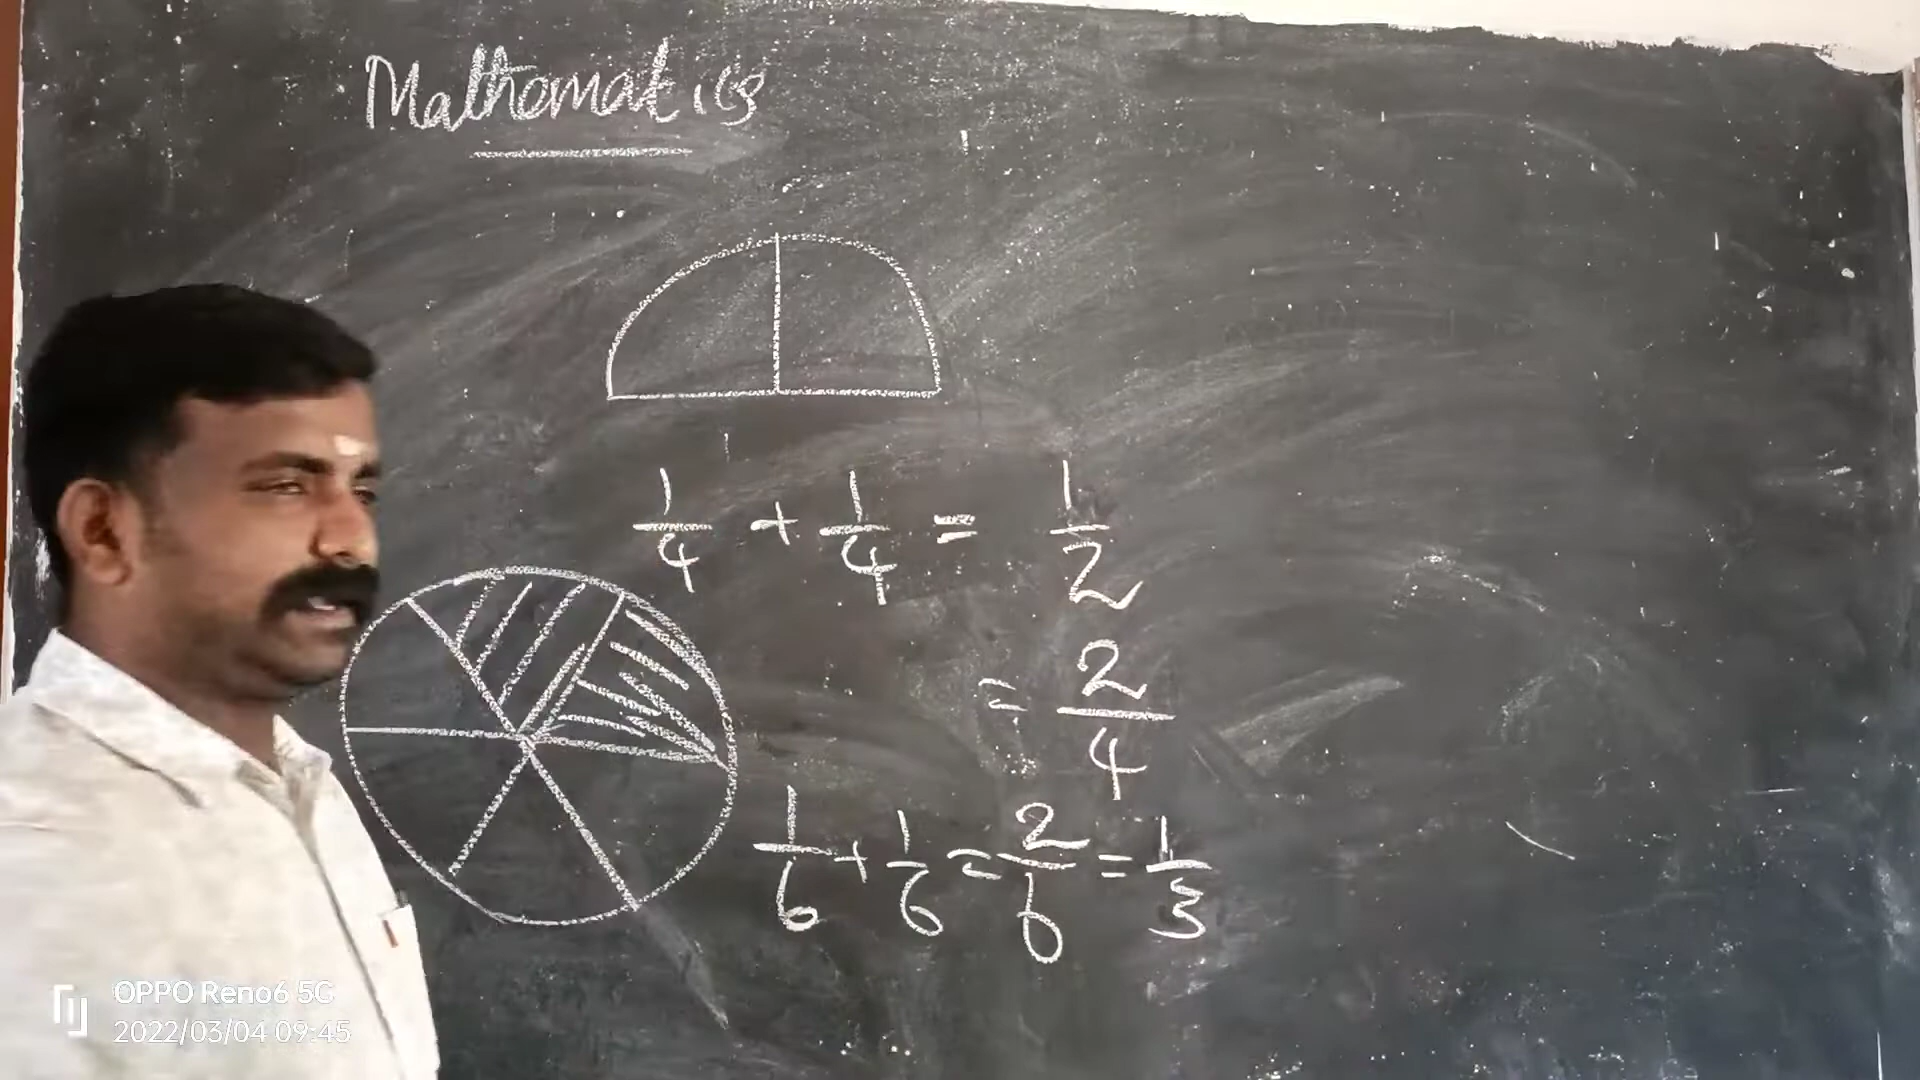 Mathematics
1/4 + 1/4 = 1/2
= 2/4
1/6 + 1/6 = 2/6 = 1/3
OPPO Reno6 5G
2022/03/04 09:45